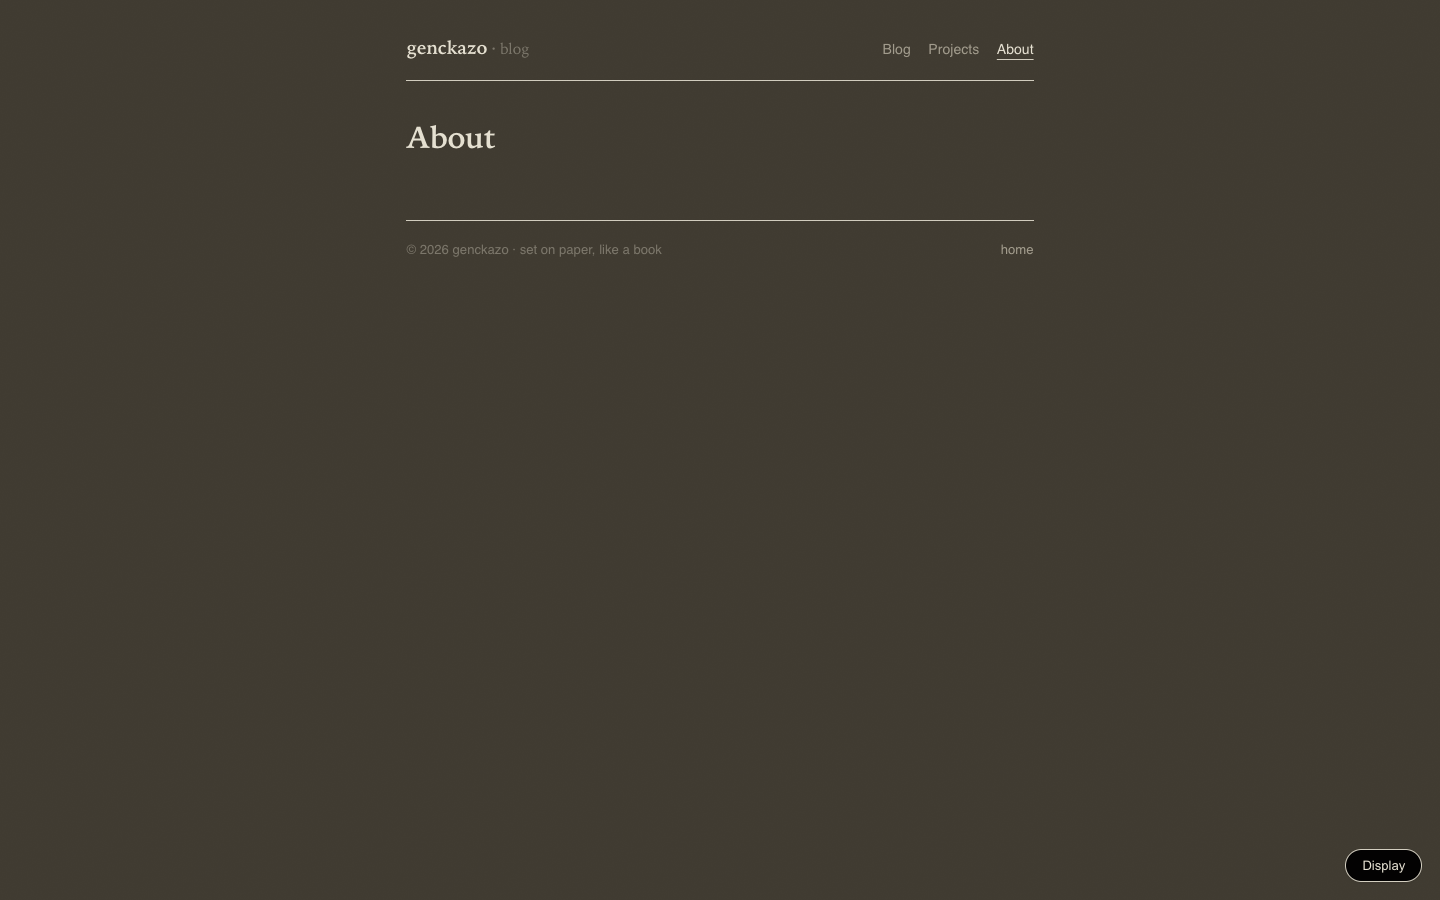 genckazo · blog
Blog Projects About
About
© 2026 genckazo · set on paper, like a book
home
Display